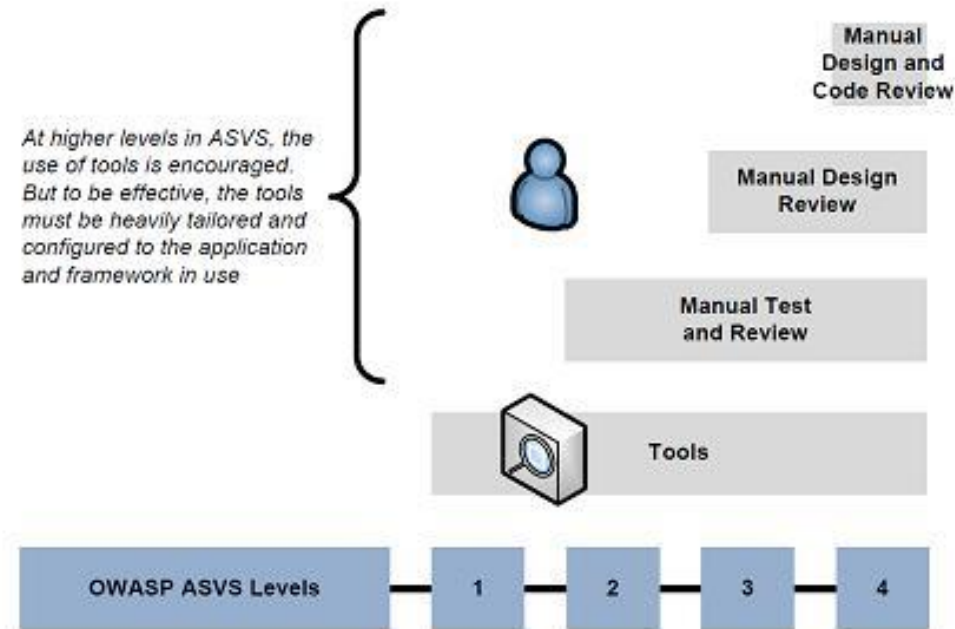 Manual
Design and
Code Review
At higher levels in ASVS, the
use of tools is encouraged.
But to be effective, the tools
must be heavily tailored and
configured to the application
and framework in use
Manual Design
Review
Manual Test
and Review
Tools
OWASP ASVS Levels
1
2
3
4